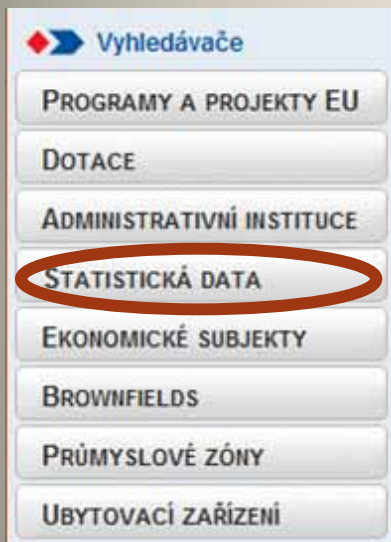 Vyhledávače
PROGRAMY A PROJEKTY EU
DOTACE
ADMINISTRATIVNÍ INSTITUCE
STATISTICKÁ DATA
EKONOMICKÉ SUBJEKTY
BROWNFIELDS
PRŮMYSLOVÉ ZÓNY
UBYTOVACÍ ZAŘÍZENÍ